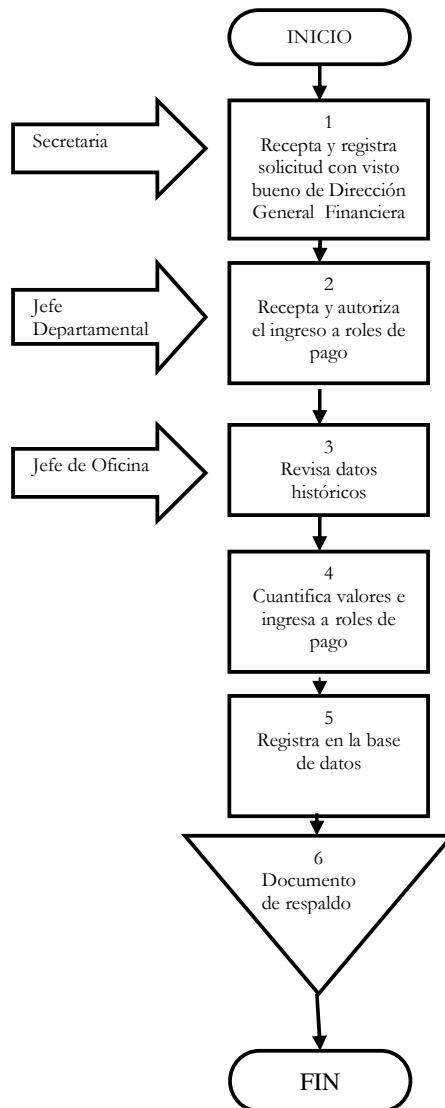 INICIO
Secretaria
1
Recepta y registra
solicitud con visto
bueno de Dirección
General Financiera
Jefe
Departamental
2
Recepta y autoriza
el ingreso a roles de
pago
Jefe de Oficina
3
Revisa datos
históricos
4
Cuantifica valores e
ingresa a roles de
pago
5
Registra en la base
de datos
6
Documento
de respaldo
FIN